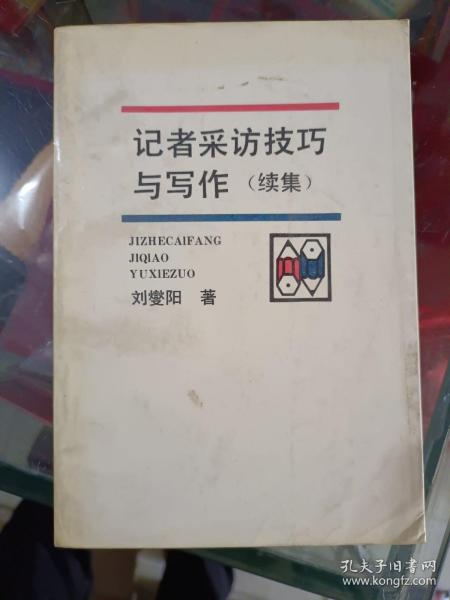 记者采访技巧
与写作（续集）
JIZHECAIFANG
JIQIAO
YUXIEZUO
刘燮阳 著
孔夫子旧书网
www.kongfz.com